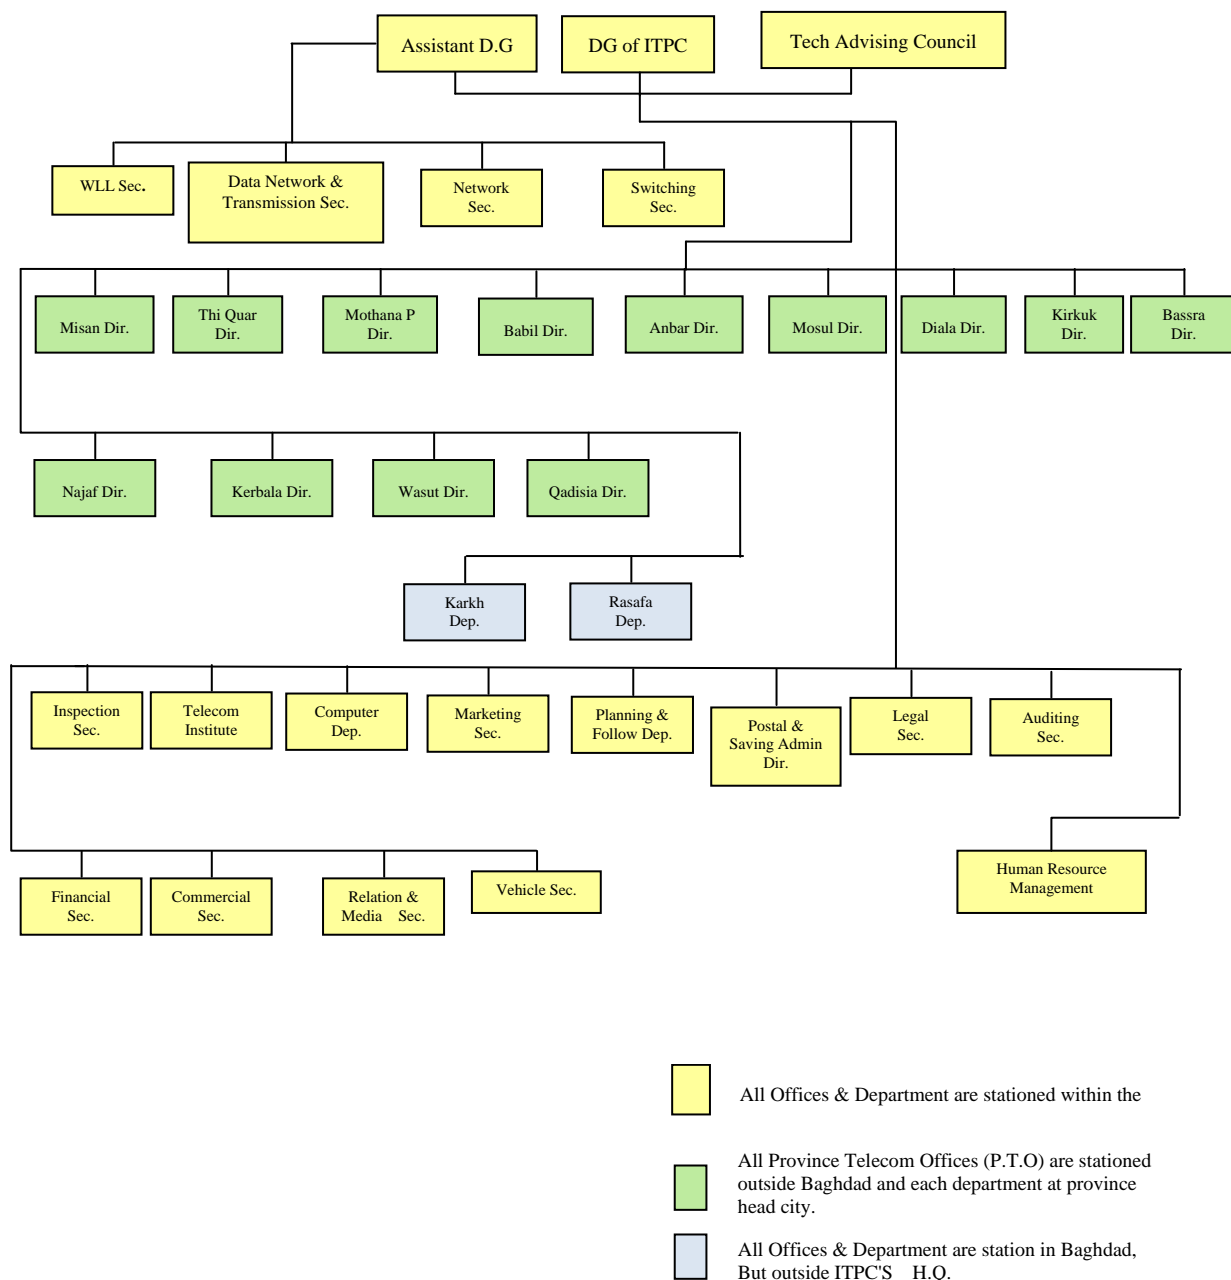 Assistant D.G
DG of ITPC
Tech Advising Council
WLL Sec.
Data Network &
Transmission Sec.
Network
Sec.
Switching
Sec.
Misan Dir.
Thi Quar
Dir.
Mothana P
Dir.
Babil Dir.
Anbar Dir.
Mosul Dir.
Diala Dir.
Kirkuk
Dir.
Bassra
Dir.
Najaf Dir.
Kerbala Dir.
Wasut Dir.
Qadisia Dir.
Karkh
Dep.
Rasafa
Dep.
Inspection
Sec.
Telecom
Institute
Computer
Dep.
Marketing
Sec.
Planning &
Follow Dep.
Postal &
Saving Admin
Dir.
Legal
Sec.
Auditing
Sec.
Financial
Sec.
Commercial
Sec.
Relation &
Media Sec.
Vehicle Sec.
Human Resource
Management
All Offices & Department are stationed within the
All Province Telecom Offices (P.T.O) are stationed
outside Baghdad and each department at province
head city.
All Offices & Department are station in Baghdad,
But outside ITPC'S H.Q.